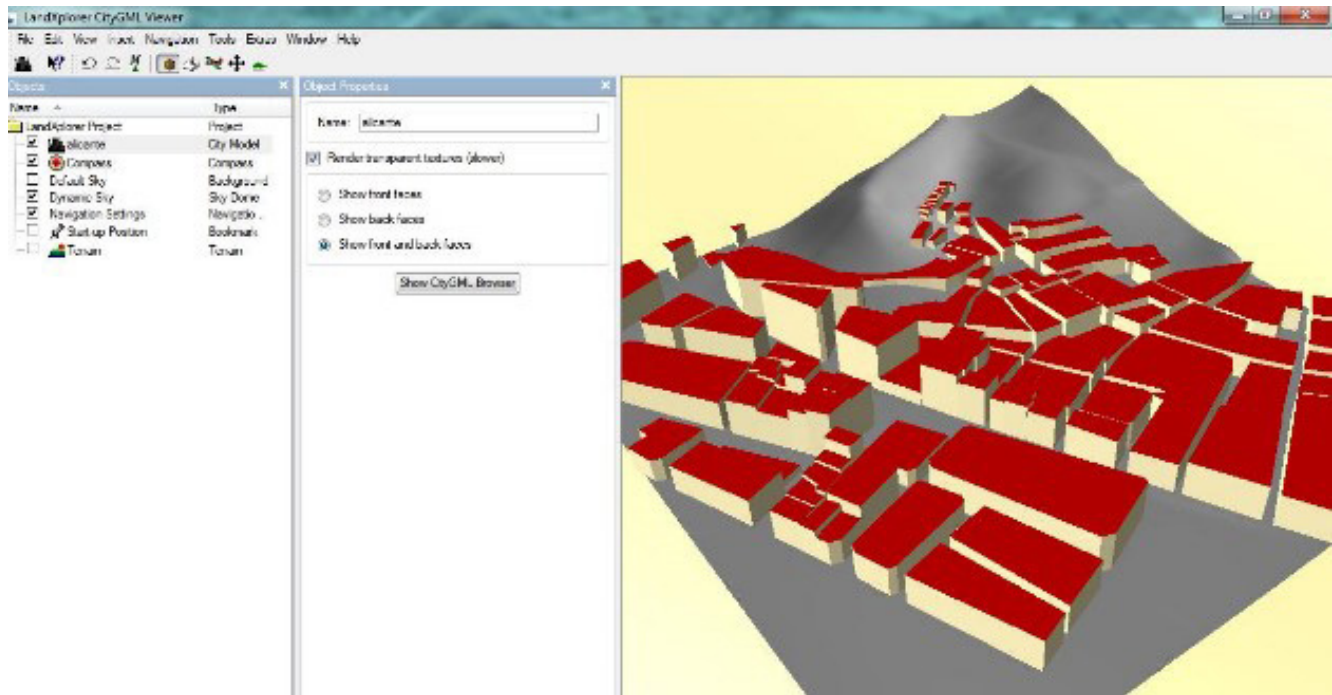 LandXplorer CityGML Viewer
File Edit View Insert Navigation Tools Extras Window Help
Objects
Name Type
LandXplorer Project Project
alicante City Model
Compass Compass
Default Sky Background
Dynamic Sky Sky Dome
Navigation Settings Navigatio...
Start-up Position Bookmark
Terrain Terrain
Object Properties
Name: alicante
Render transparent textures (slower)
Show front faces
Show back faces
Show front and back faces
Show CityGML Browser